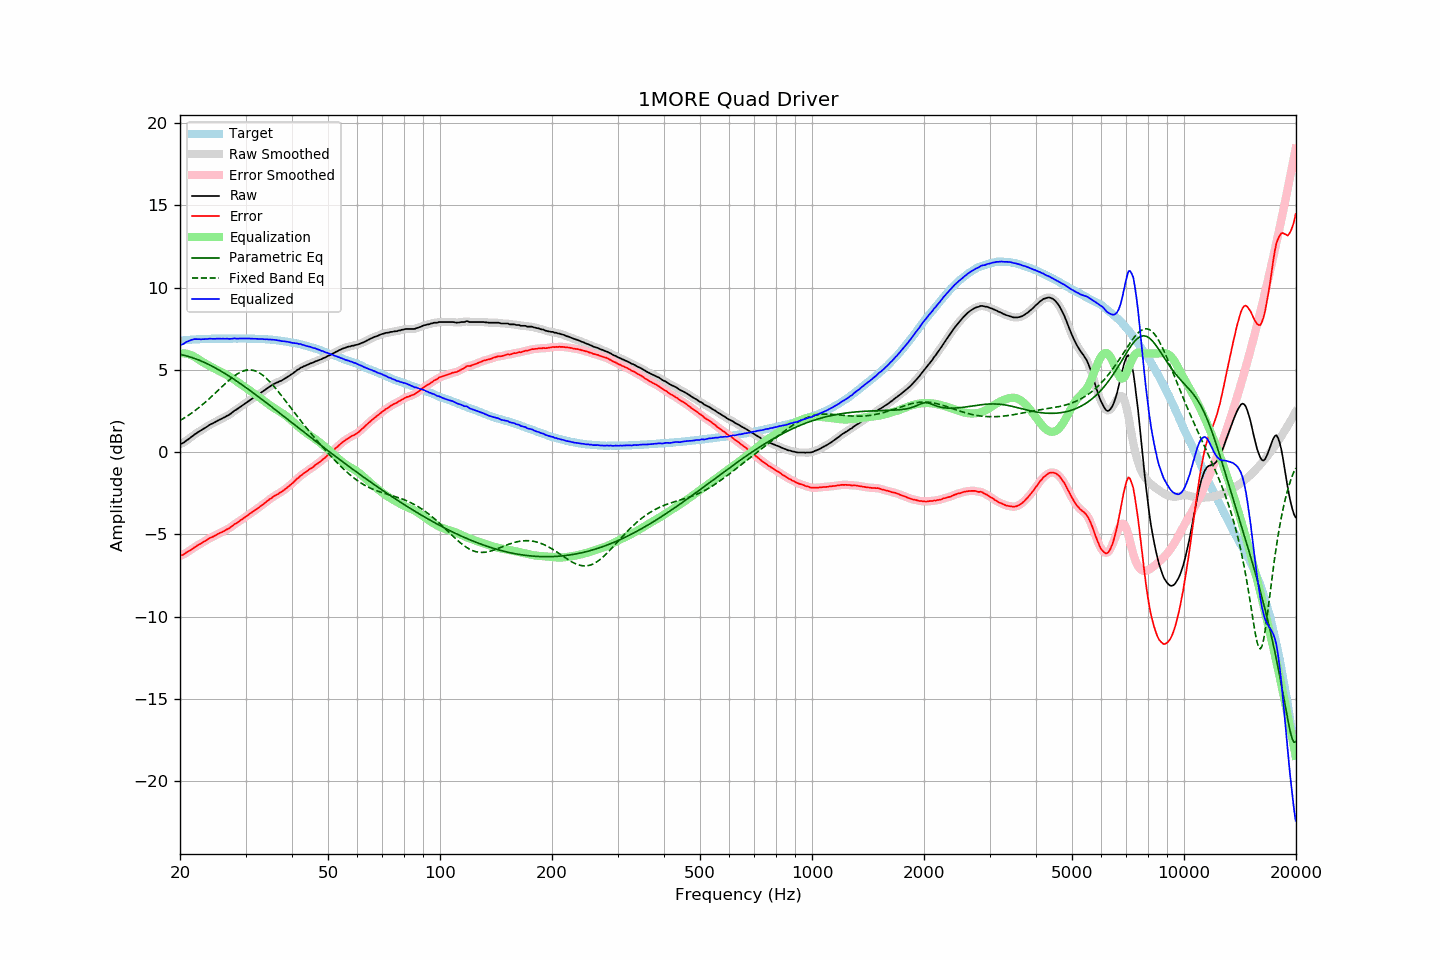 1MORE Quad Driver
20
15
10
5
0
−5
−10
−15
−20
Amplitude (dBr)
Target
Raw Smoothed
Error Smoothed
Raw
Error
Equalization
Parametric Eq
Fixed Band Eq
Equalized
20 50 100 200 500 1000 2000 5000 10000 20000
Frequency (Hz)